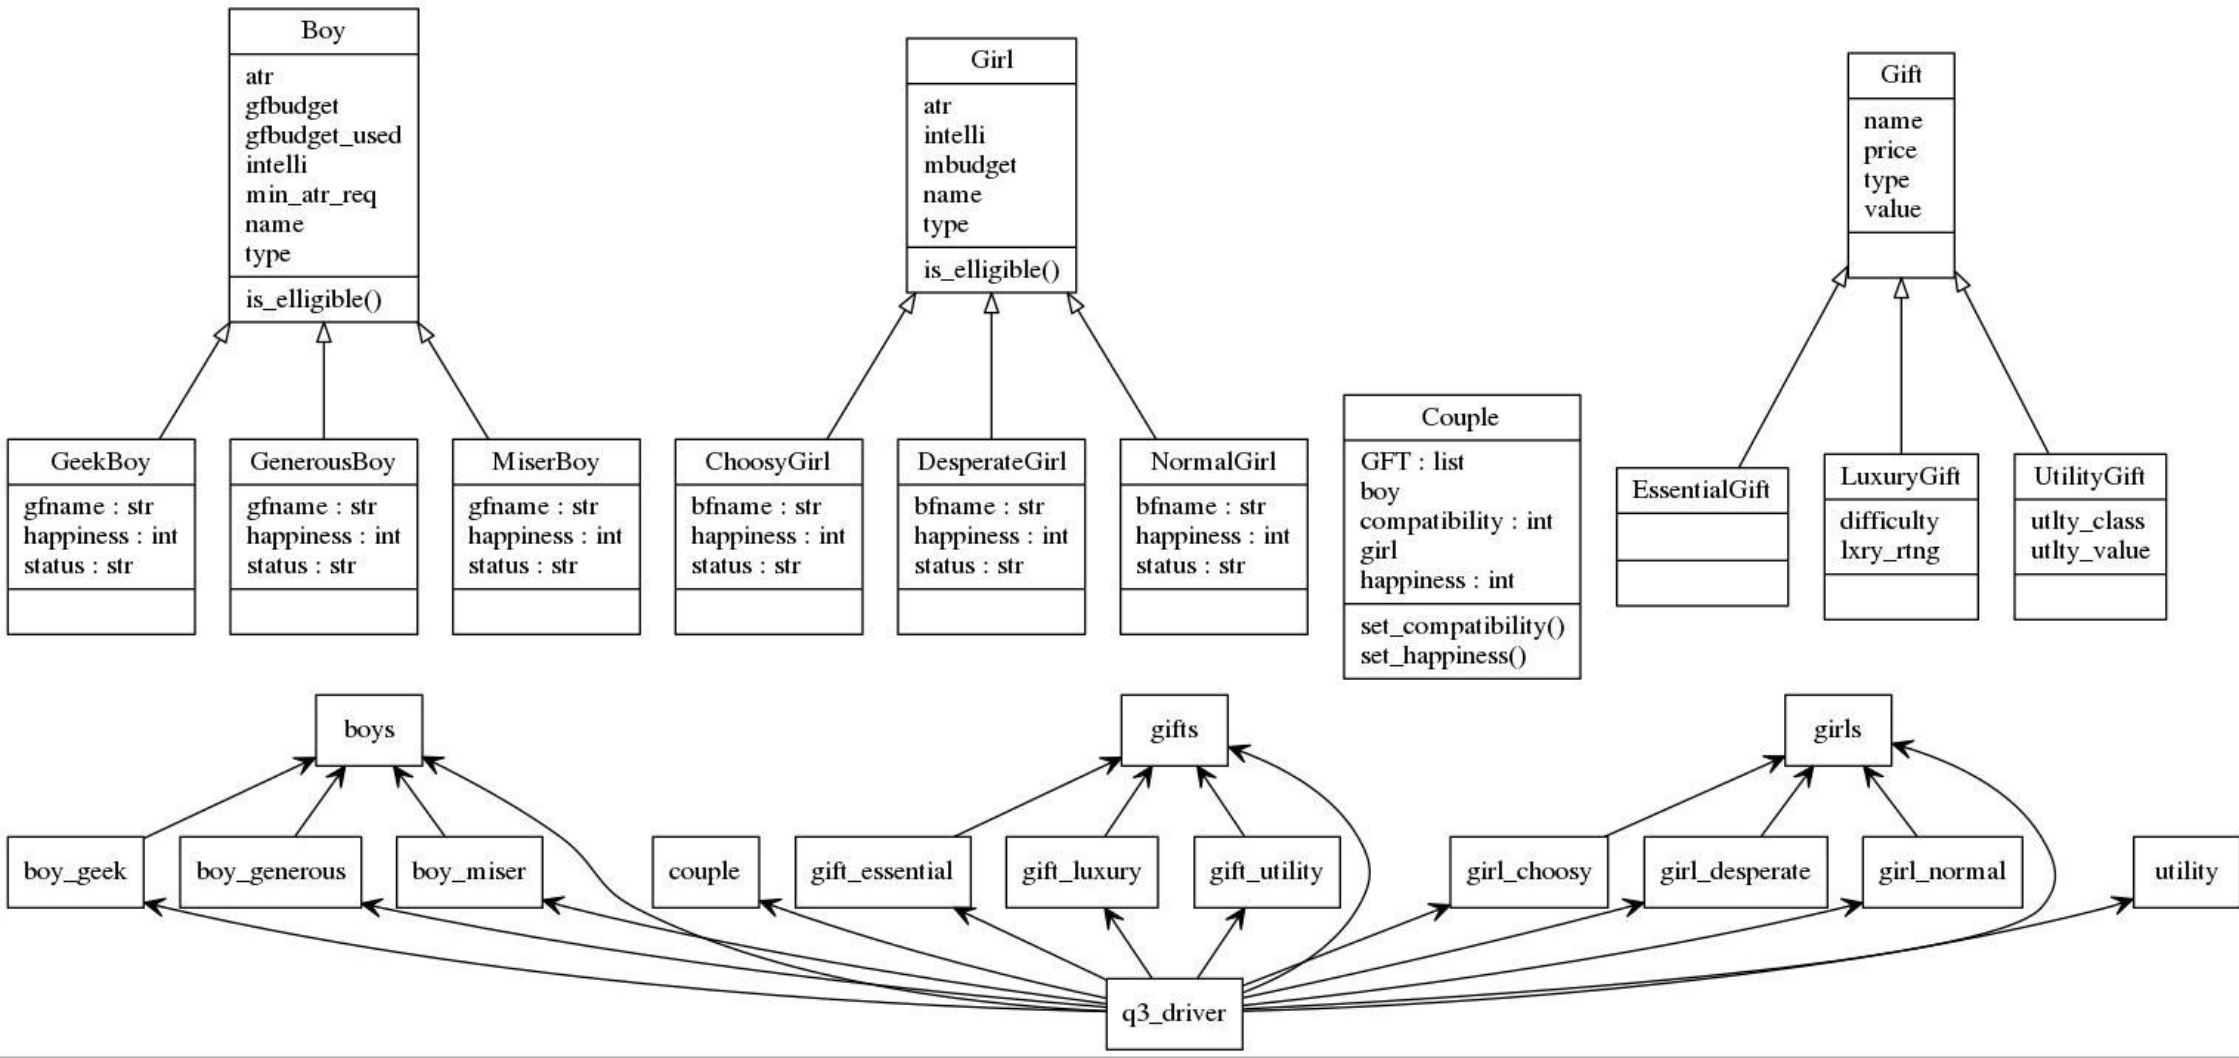 Boy
atr
gfbudget
gfbudget_used
intelli
min_atr_req
name
type
is_elligible()
Girl
atr
intelli
mbudget
name
type
is_elligible()
Gift
name
price
type
value
GeekBoy
gfname : str
happiness : int
status : str
GenerousBoy
gfname : str
happiness : int
status : str
MiserBoy
gfname : str
happiness : int
status : str
ChoosyGirl
bfname : str
happiness : int
status : str
DesperateGirl
bfname : str
happiness : int
status : str
NormalGirl
bfname : str
happiness : int
status : str
Couple
GFT : list
boy
compatibility : int
girl
happiness : int
set_compatibility()
set_happiness()
EssentialGift
LuxuryGift
difficulty
lxry_rtng
UtilityGift
utlty_class
utlty_value
boys
gifts
girls
boy_geek
boy_generous
boy_miser
couple
gift_essential
gift_luxury
gift_utility
girl_choosy
girl_desperate
girl_normal
utility
q3_driver